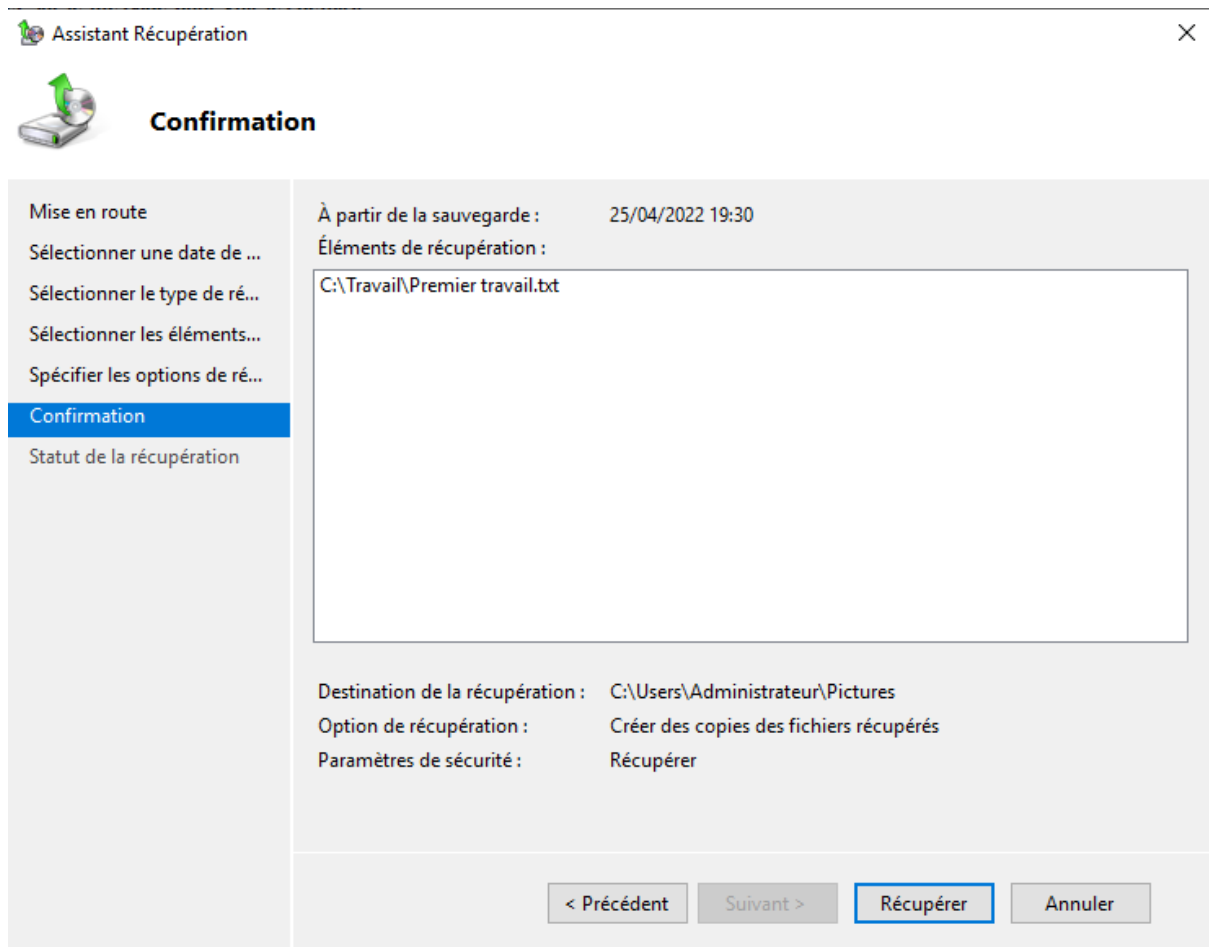 Assistant Récupération
Confirmation
Mise en route
Sélectionner une date de ...
Sélectionner le type de ré...
Sélectionner les éléments...
Spécifier les options de ré...
Confirmation
Statut de la récupération
À partir de la sauvegarde : 25/04/2022 19:30
Éléments de récupération :
C:\Travail\Premier travail.txt
Destination de la récupération : C:\Users\Administrateur\Pictures
Option de récupération : Créer des copies des fichiers récupérés
Paramètres de sécurité : Récupérer
< Précédent Suivant > Récupérer Annuler